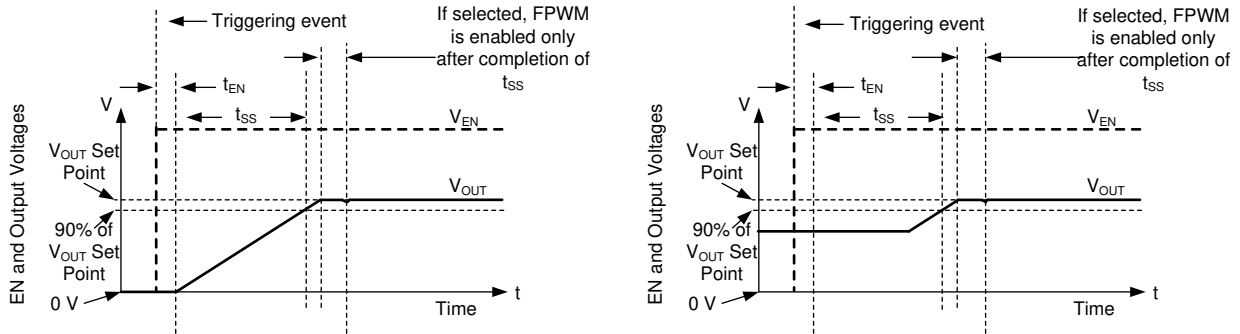 Triggering event
If selected, FPWM
is enabled only
after completion of
tSS
tEN
V
tSS
VEN
EN and Output Voltages
VOUT Set
Point
VOUT
90% of
VOUT Set
Point
0 V
Time
t
Triggering event
If selected, FPWM
is enabled only
after completion of
tSS
tEN
V
tSS
VEN
EN and Output Voltages
VOUT Set
Point
VOUT
90% of
VOUT Set
Point
0 V
Time
t